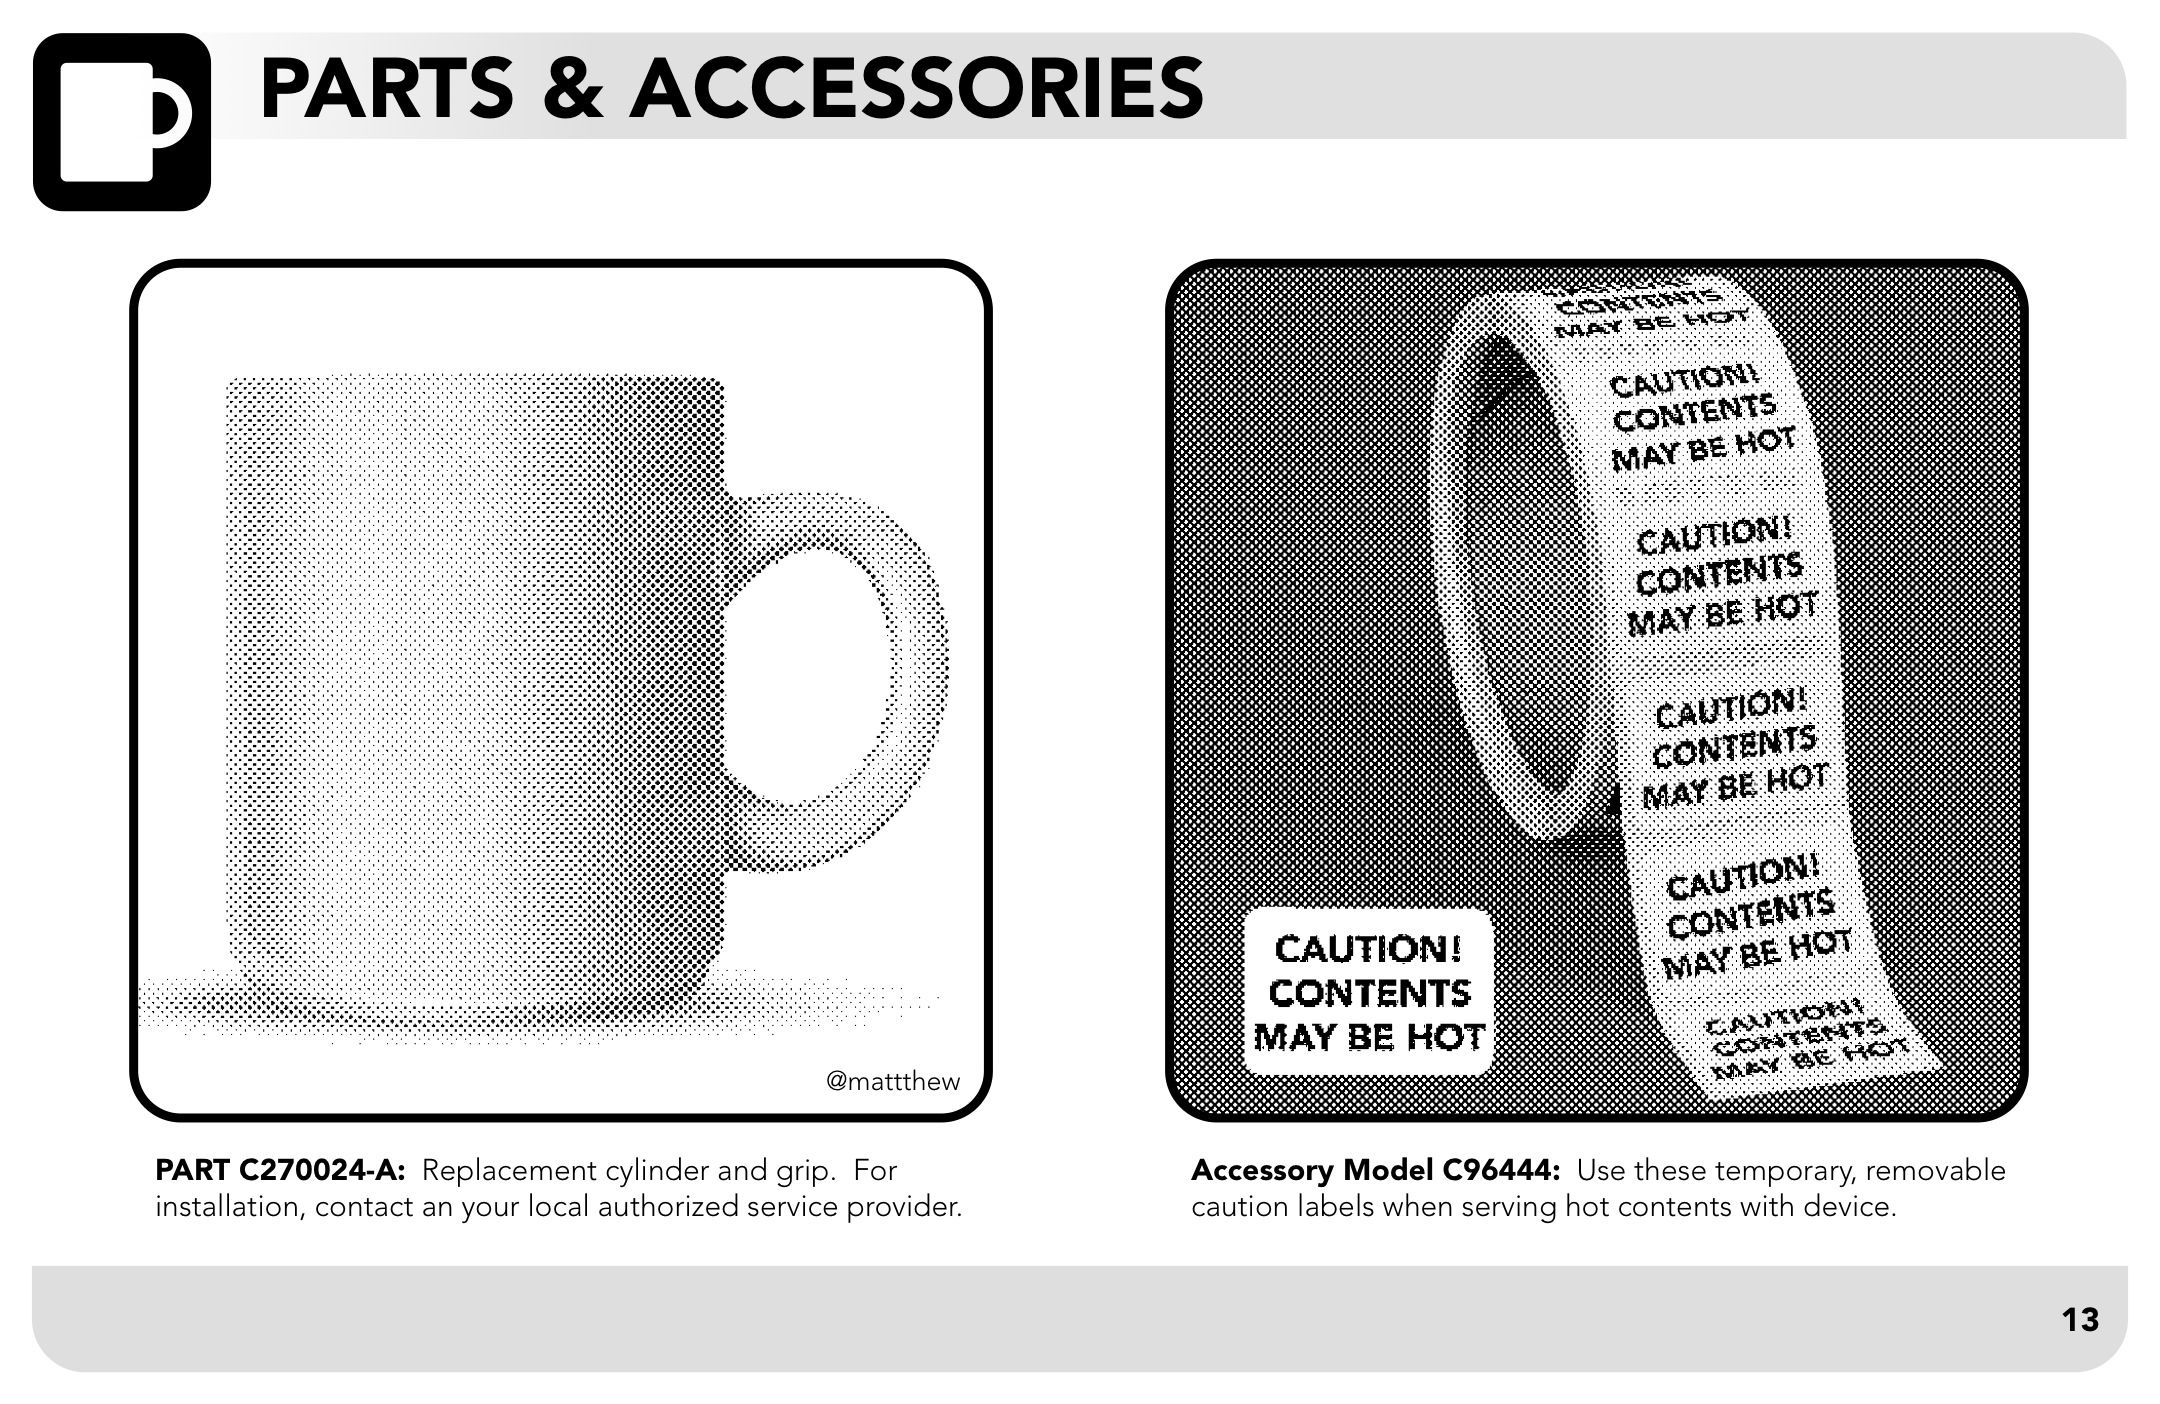 PARTS & ACCESSORIES
@mattthew
PART C270024-A: Replacement cylinder and grip. For
installation, contact an your local authorized service provider.
CONTENTS
MAY BE HOT
CAUTION!
CONTENTS
MAY BE HOT
CAUTION!
CONTENTS
MAY BE HOT
CAUTION!
CONTENTS
MAY BE HOT
CAUTION!
CONTENTS
MAY BE HOT
CAUTION!
CONTENTS
MAY BE HOT
CAUTION!
CONTENTS
MAY BE HOT
Accessory Model C96444: Use these temporary, removable
caution labels when serving hot contents with device.
13